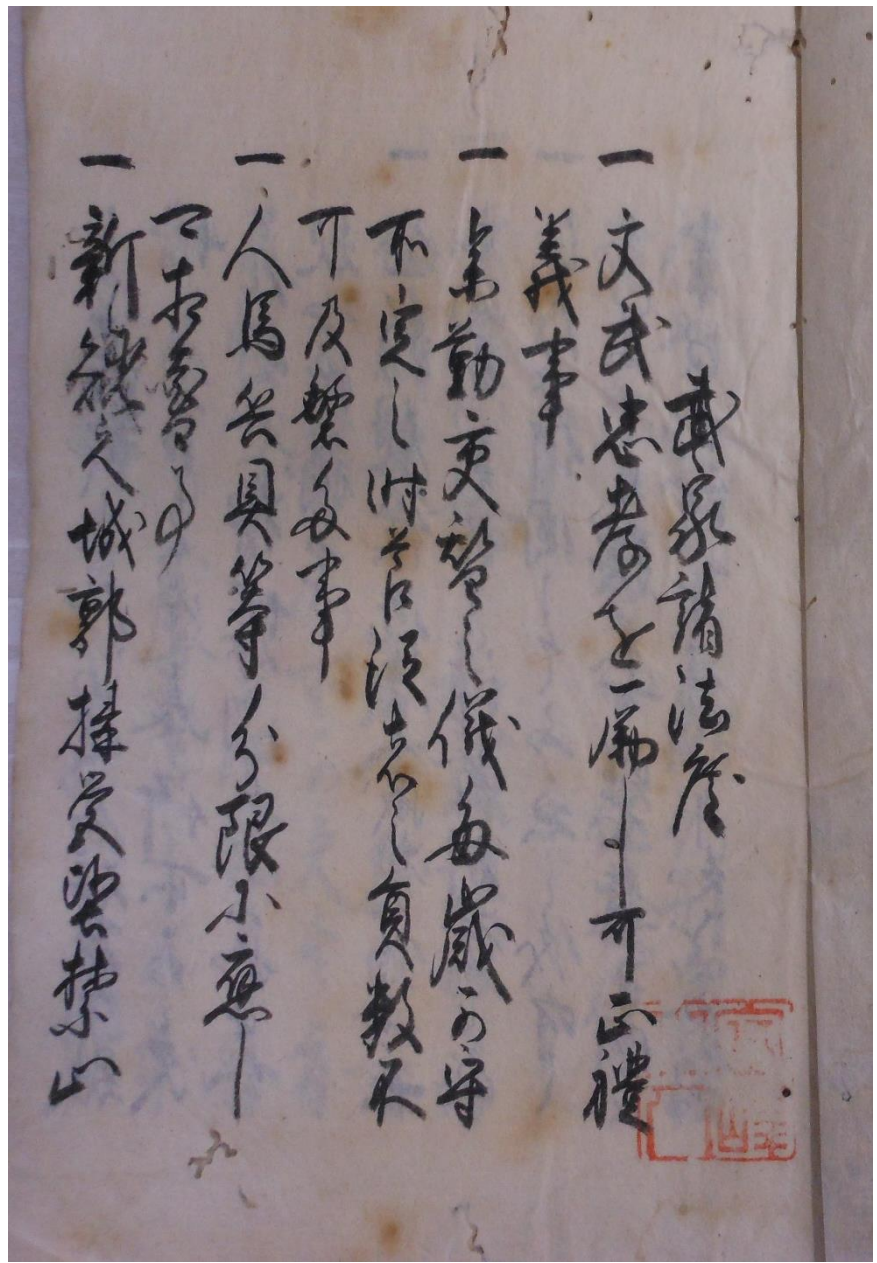 武家諸法度
一 文武忠孝を励し可正禮
義事
一 参勤交替之儀毎歳可守
所定之時節従者之員数不
可及繁多事
一 人馬兵具等分限に應し
可相嗜事
一 新規之城郭構営堅禁止